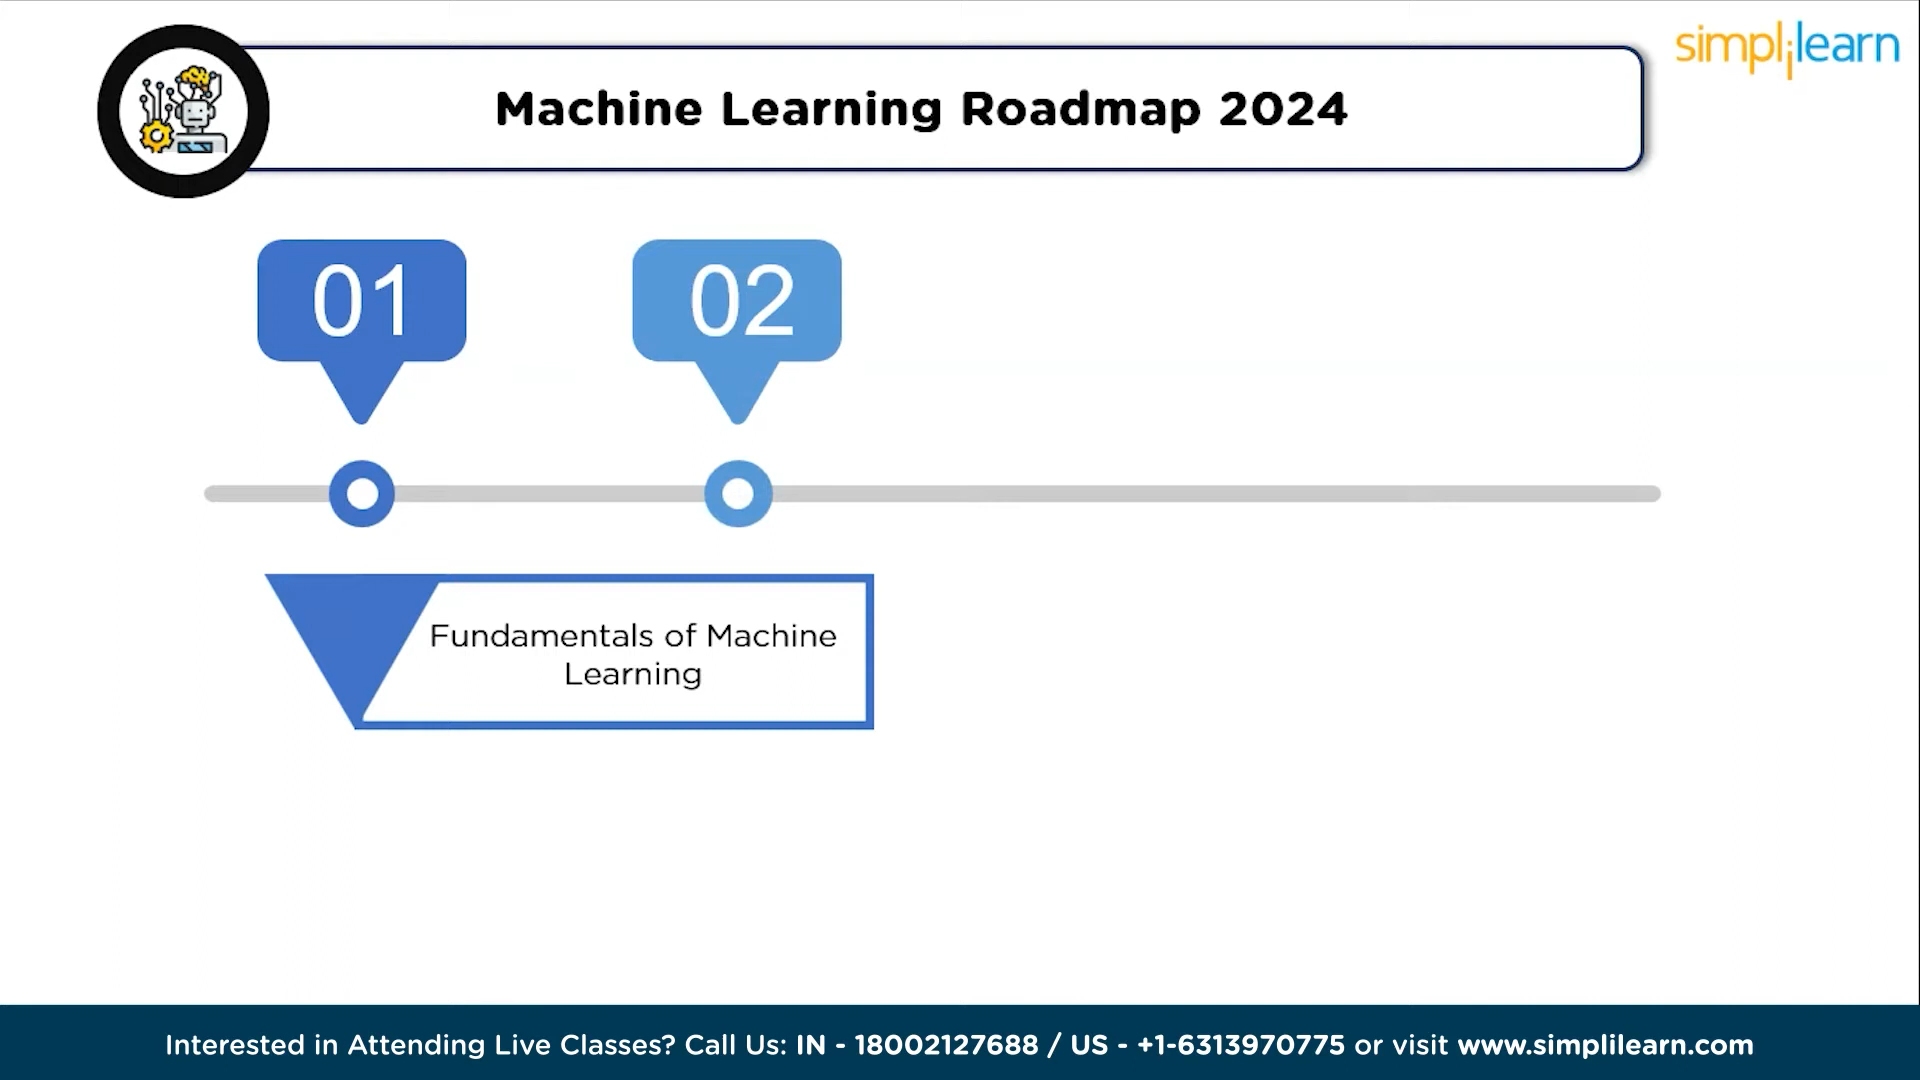 simplilearn
Machine Learning Roadmap 2024
01
02
Fundamentals of Machine
Learning
Interested in Attending Live Classes? Call Us: IN - 18002127688 / US - +1-6313970775 or visit www.simplilearn.com